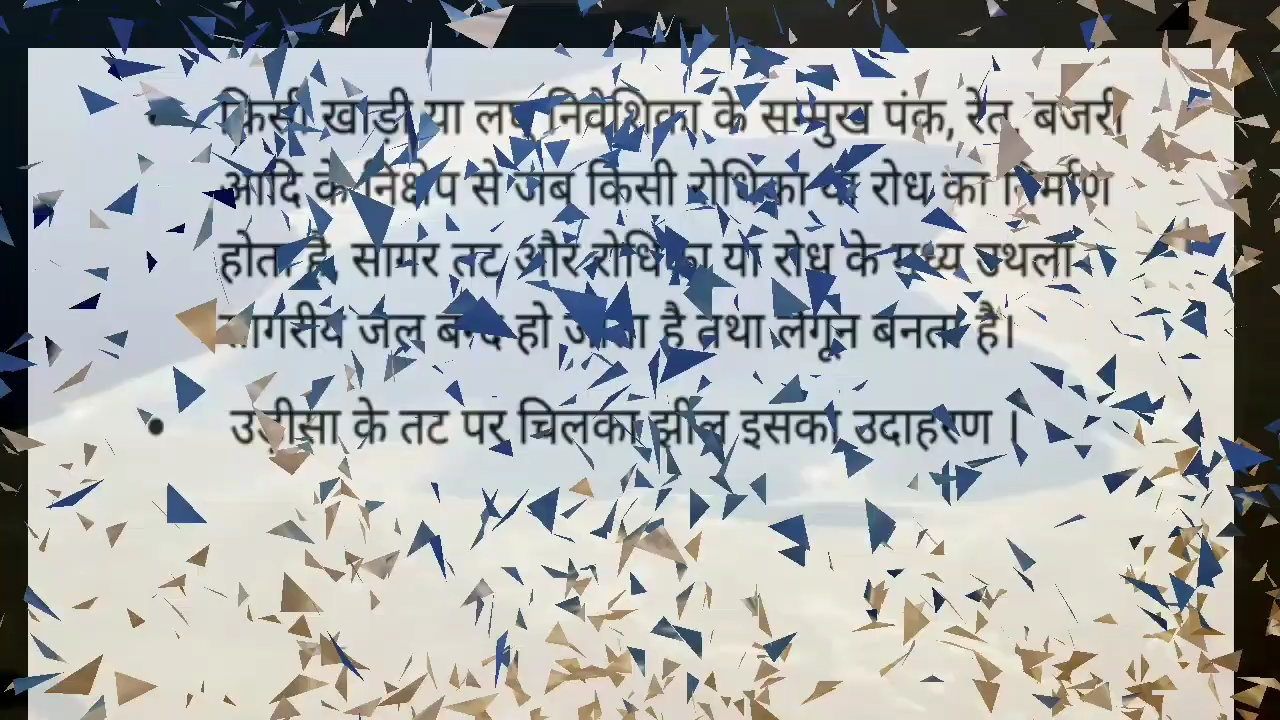 • किसी खाड़ी या लघु निवेशिका के सम्मुख पंक, रेत, बजरी
आदि के निक्षेप से जब किसी रोधिका या रोध का निर्माण
होता है, सागर तट और रोधिका या रोध के मध्य उथला
सागरीय जल बन्द हो जाता है तथा लैगून बनता है।
• उड़ीसा के तट पर चिलका झील इसका उदाहरण ।